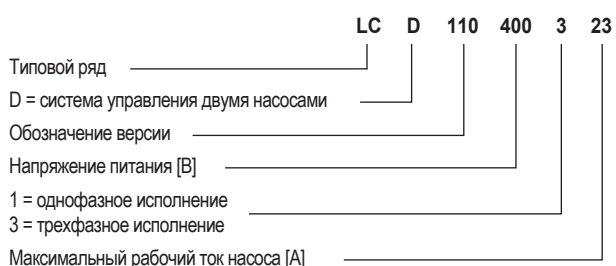 LC D 110 400 3 23
Типовой ряд
D = система управления двумя насосами
Обозначение версии
Напряжение питания [В]
1 = однофазное исполнение
3 = трехфазное исполнение
Максимальный рабочий ток насоса [А]